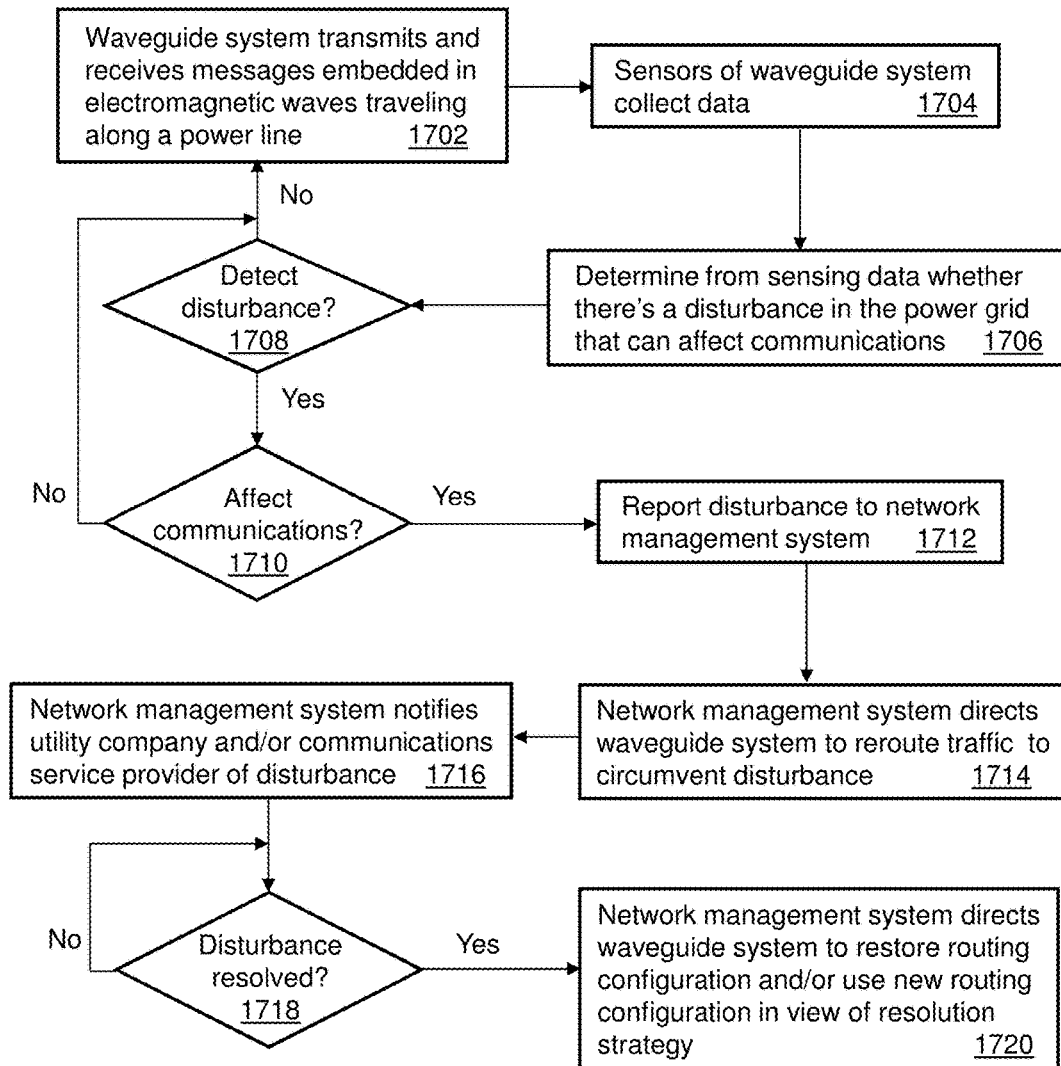 Waveguide system transmits and
receives messages embedded in
electromagnetic waves traveling
along a power line 1702
Sensors of waveguide system
collect data 1704
No
Detect
disturbance?
1708
Determine from sensing data whether
there's a disturbance in the power grid
that can affect communications 1706
Yes
No
Affect
communications?
1710
Yes
Report disturbance to network
management system 1712
Network management system notifies
utility company and/or communications
service provider of disturbance 1716
Network management system directs
waveguide system to reroute traffic to
circumvent disturbance 1714
No
Disturbance
resolved?
1718
Yes
Network management system directs
waveguide system to restore routing
configuration and/or use new routing
configuration in view of resolution
strategy 1720